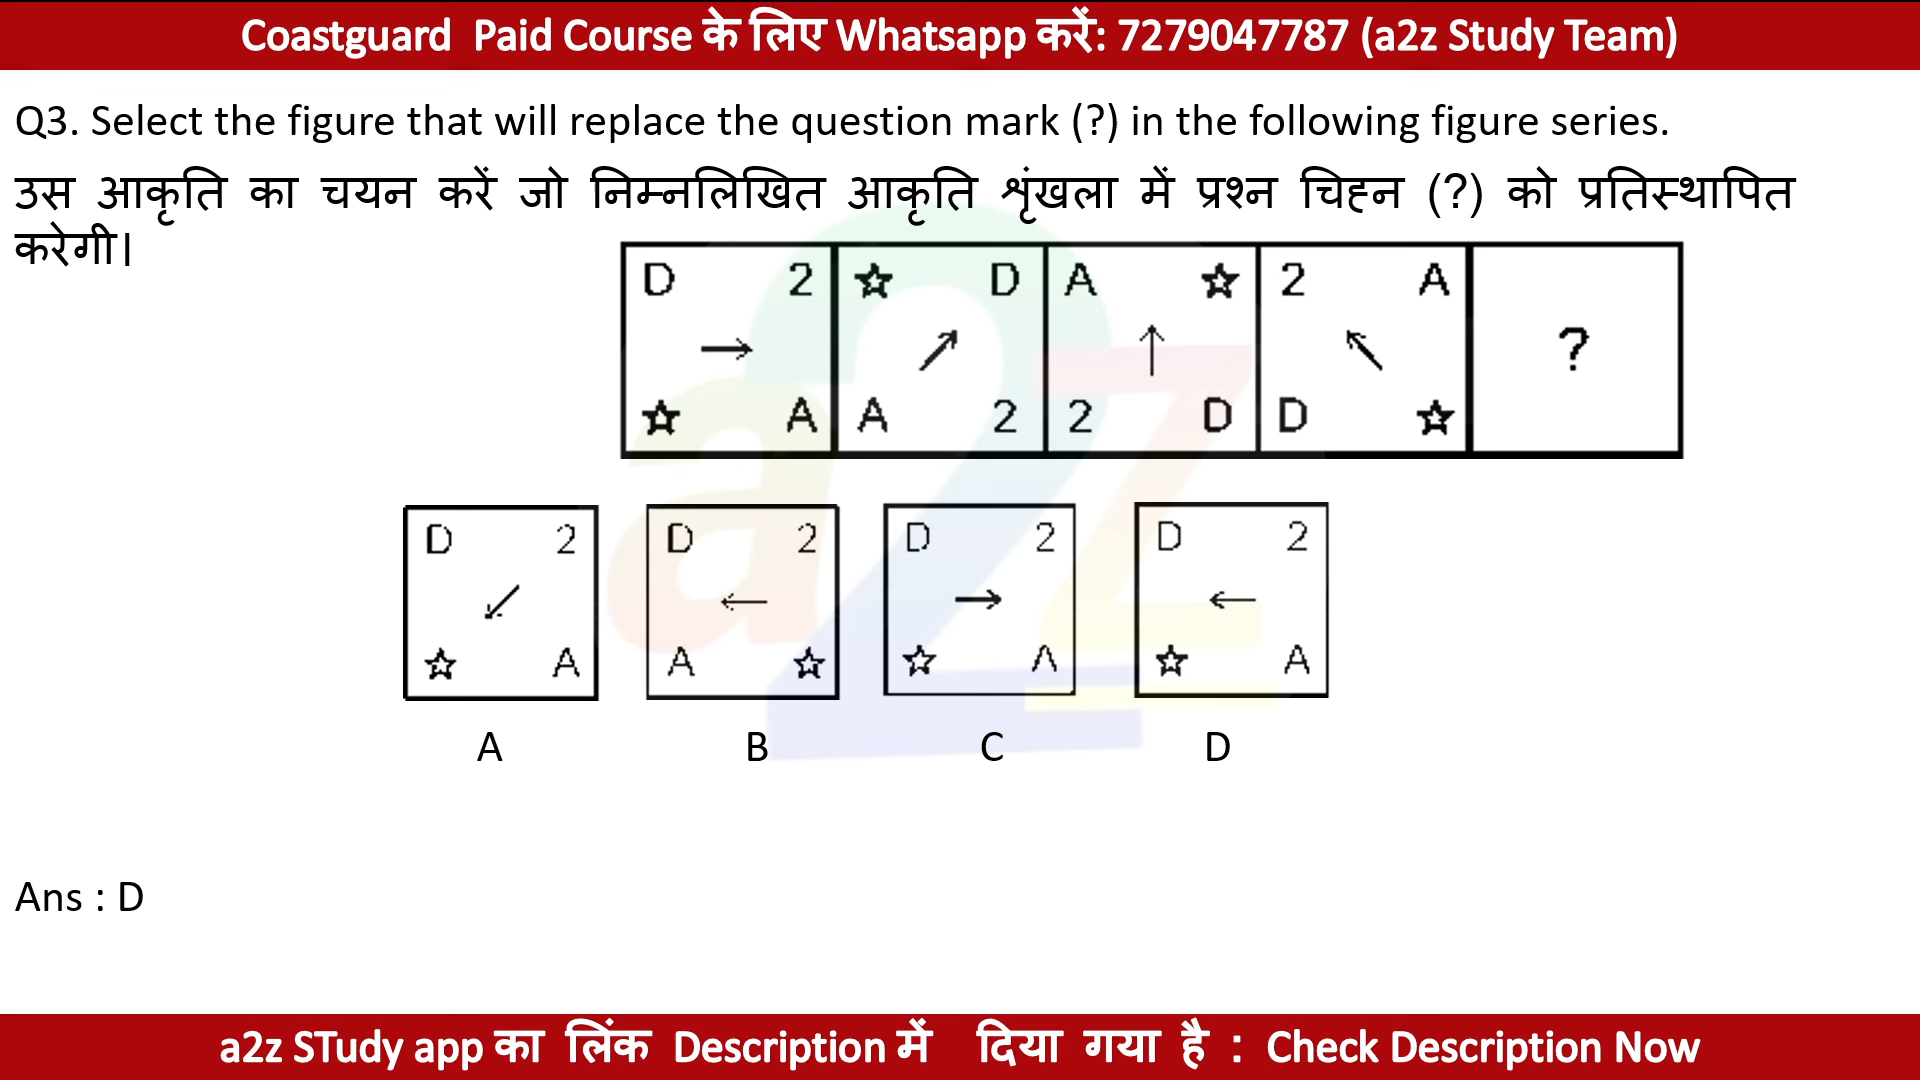 Coastguard Paid Course के लिए Whatsapp करें: 7279047787 (a2z Study Team)
Q3. Select the figure that will replace the question mark (?) in the following figure series.
उस आकृति का चयन करें जो निम्नलिखित आकृति शृंखला में प्रश्न चिह्न (?) को प्रतिस्थापित
करेगी।
D 2 ☆ D A ☆ 2 A
→ ↗ ↑ ↖ ?
☆ A A 2 2 D D ☆
D 2 D 2 D 2 D 2
↙ ← → ←
☆ A A ☆ ☆ Λ ☆ A
A B C D
Ans : D
a2z STudy app का लिंक Description में दिया गया है : Check Description Now